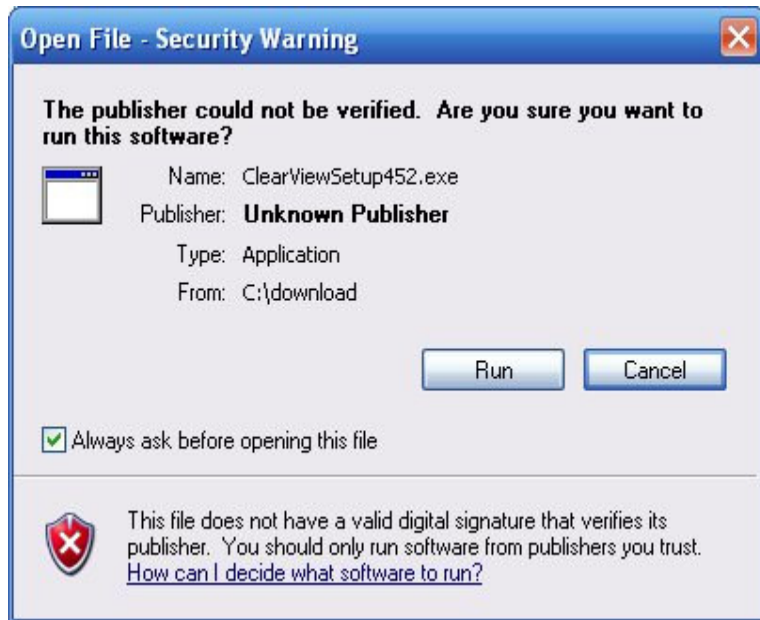 Open File - Security Warning
The publisher could not be verified. Are you sure you want to
run this software?
Name: ClearViewSetup452.exe
Publisher: Unknown Publisher
Type: Application
From: C:\download
Run Cancel
Always ask before opening this file
This file does not have a valid digital signature that verifies its
publisher. You should only run software from publishers you trust.
How can I decide what software to run?